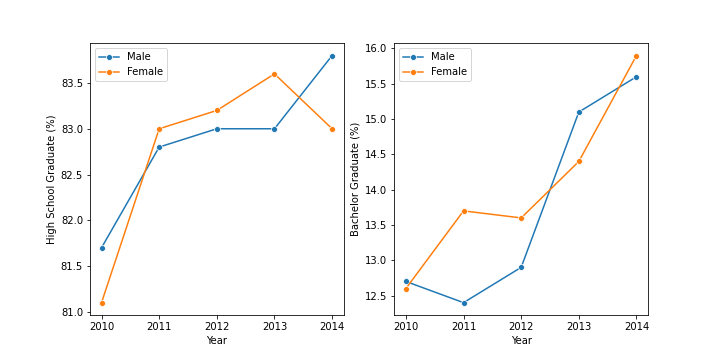 High School Graduate (%)
83.5
83.0
82.5
82.0
81.5
81.0
Male
Female
2010 2011 2012 2013 2014
Year
Bachelor Graduate (%)
16.0
15.5
15.0
14.5
14.0
13.5
13.0
12.5
Male
Female
2010 2011 2012 2013 2014
Year